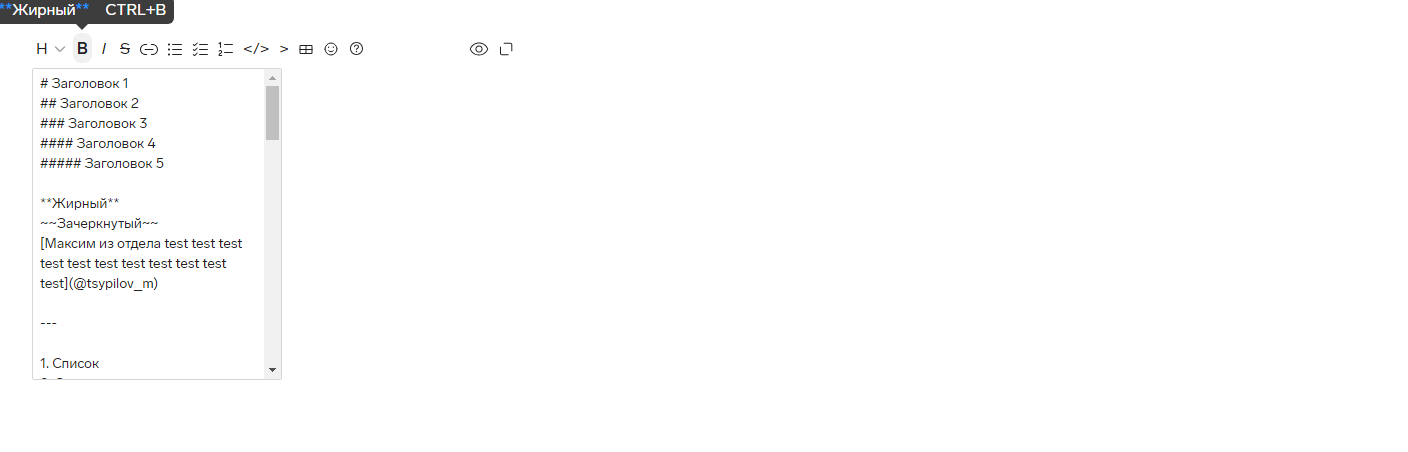 **Жирный** CTRL+B
H B I S </> >
# Заголовок 1
## Заголовок 2
### Заголовок 3
#### Заголовок 4
##### Заголовок 5
**Жирный**
~~Зачеркнутый~~
[Максим из отдела test test test
test test test test test test test
test](@tsypilov_m)
---
1. Список